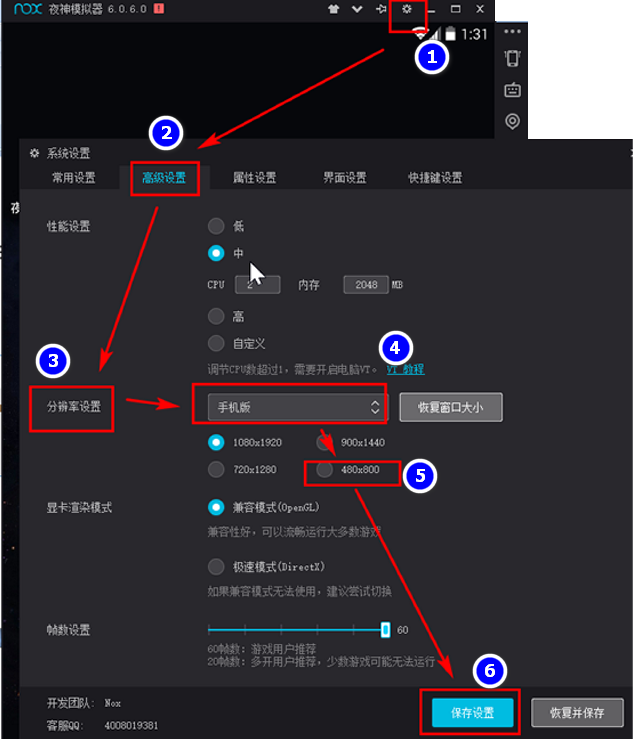 nox 夜神模拟器 6.0.6.0 !
1:31
1
2
系统设置
常用设置 高级设置 属性设置 界面设置 快捷键设置
夜
性能设置 低
中
CPU 2 内存 2048 MB
高
自定义
3
4
调节CPU数超过1，需要开启电脑VT。 VT 教程
分辨率设置 手机版 恢复窗口大小
1080x1920 900x1440
720x1280 480x800
5
显卡渲染模式 兼容模式(OpenGL)
兼容性好，可以流畅运行大多数游戏
极速模式(DirectX)
如果兼容模式无法使用，建议尝试切换
帧数设置 60
60帧数：游戏用户推荐
20帧数：多开用户推荐，少数游戏可能无法运行
6
开发团队： Nox
客服QQ： 4008019381
保存设置 恢复并保存